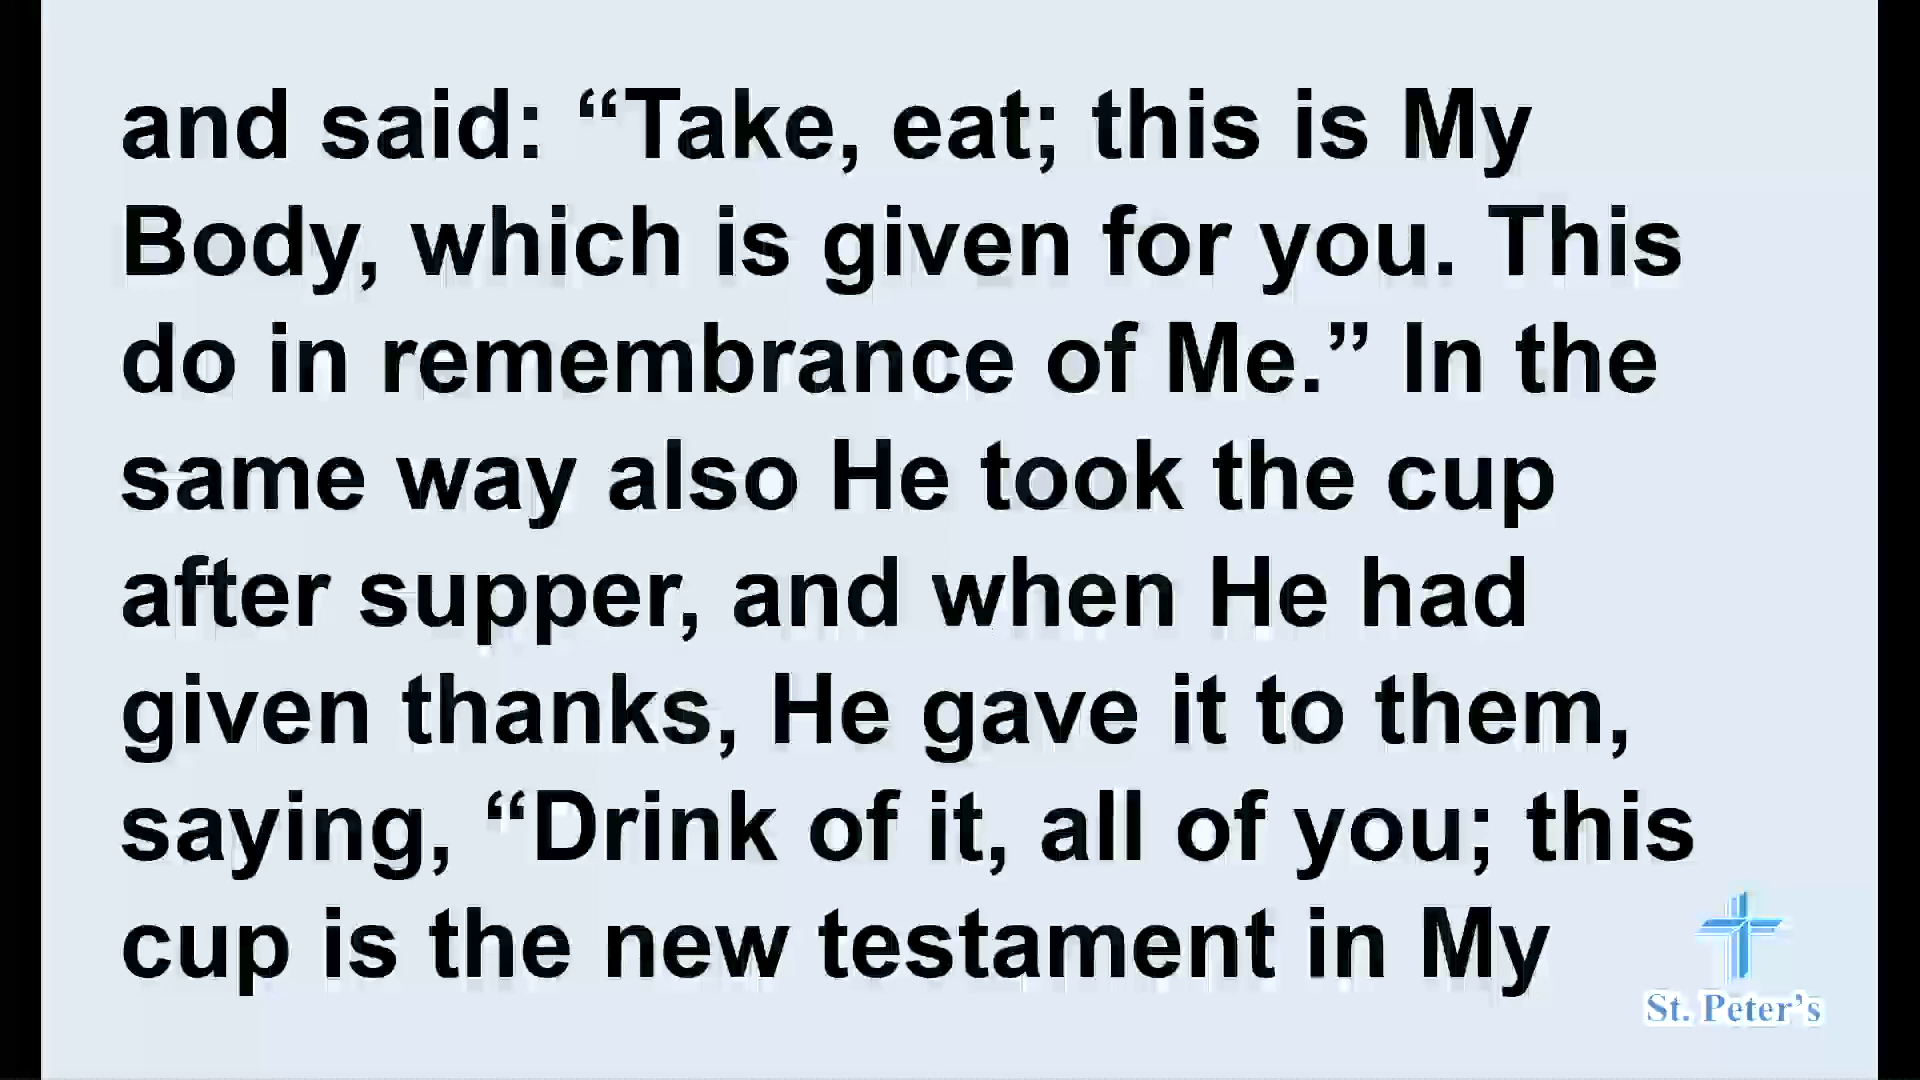 and said: “Take, eat; this is My
Body, which is given for you. This
do in remembrance of Me.” In the
same way also He took the cup
after supper, and when He had
given thanks, He gave it to them,
saying, “Drink of it, all of you; this
cup is the new testament in My
St. Peter’s